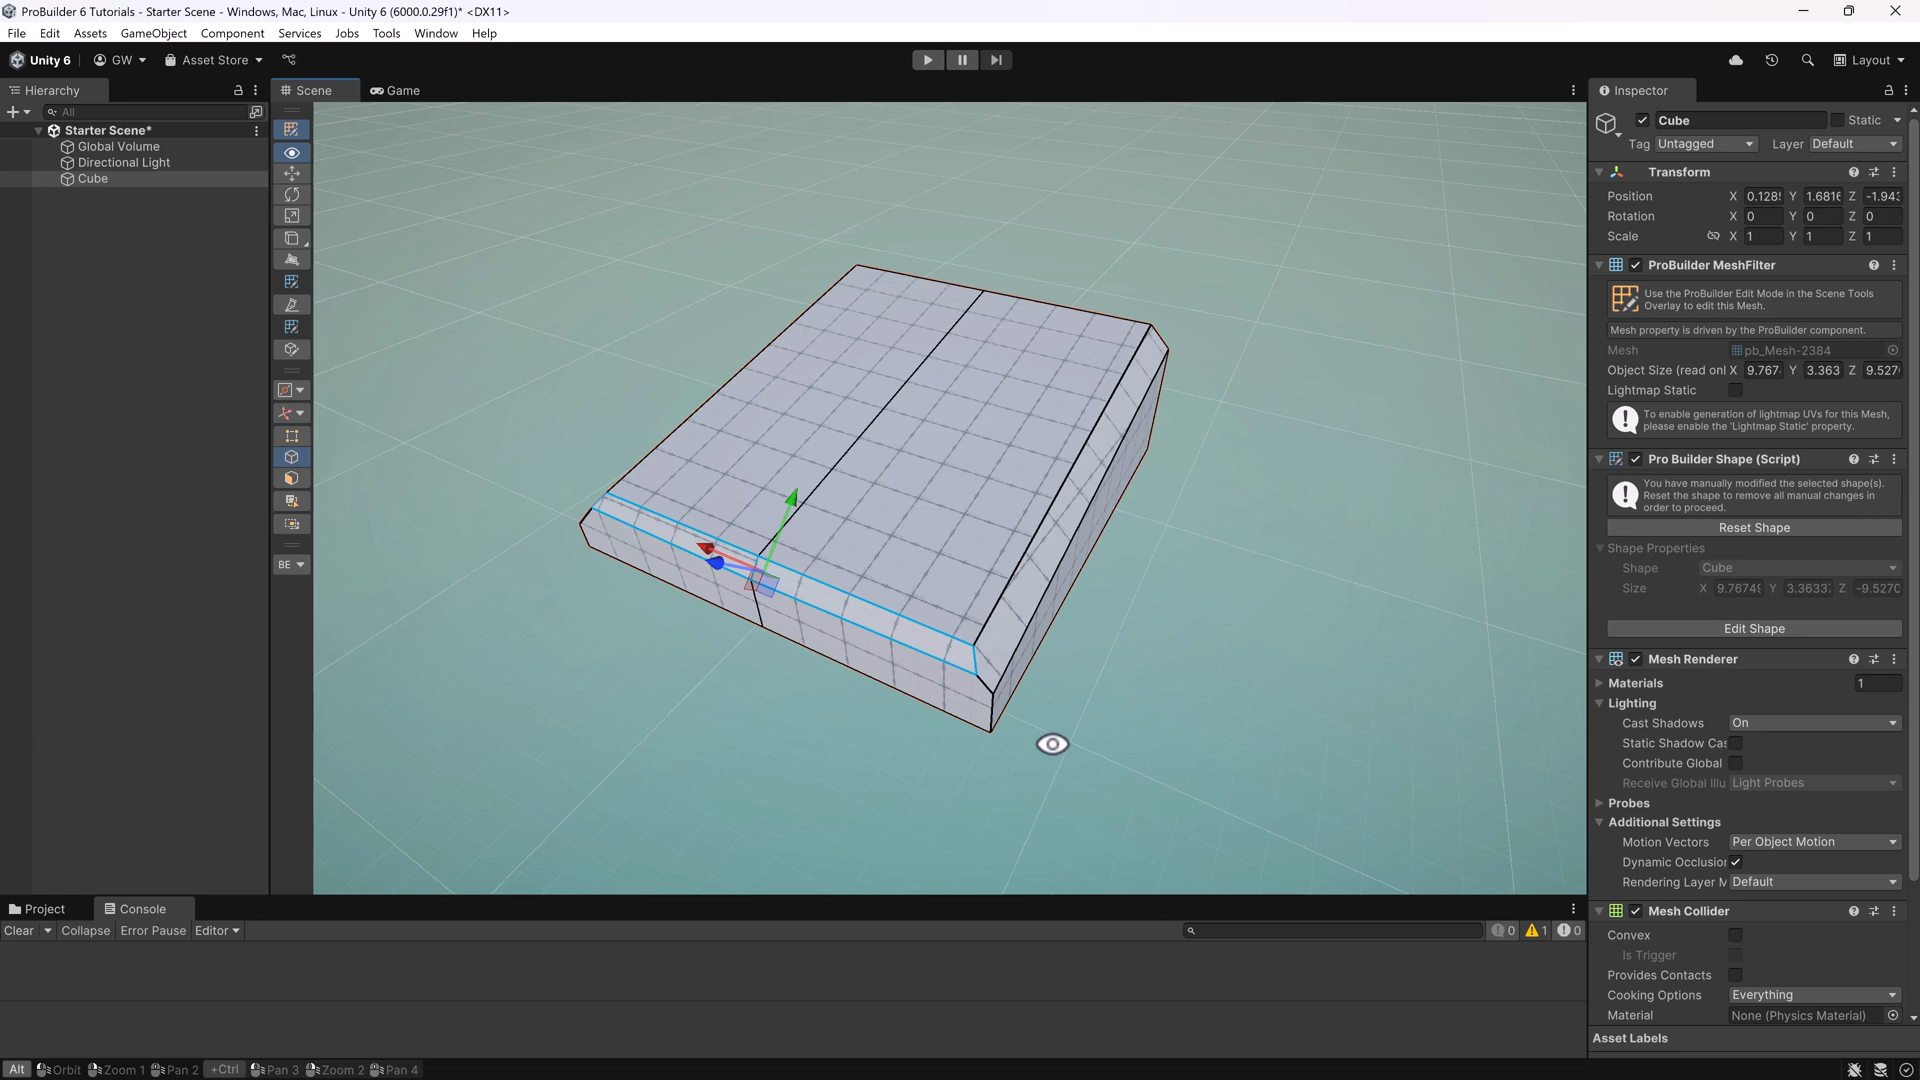 ProBuilder 6 Tutorials - Starter Scene - Windows, Mac, Linux - Unity 6 (6000.0.29f1)* <DX11>
File Edit Assets GameObject Component Services Jobs Tools Window Help
Unity 6 GW Asset Store Layout
Hierarchy
All
Starter Scene*
Global Volume
Directional Light
Cube
Scene Game
BE
Inspector
Cube Static
Tag Untagged Layer Default
Transform
Position X 0.128 Y 1.6816 Z -1.943
Rotation X 0 Y 0 Z 0
Scale X 1 Y 1 Z 1
ProBuilder MeshFilter
Use the ProBuilder Edit Mode in the Scene Tools
Overlay to edit this Mesh.
Mesh property is driven by the ProBuilder component.
Mesh pb_Mesh-2384
Object Size (read onl X 9.767 Y 3.363 Z 9.527
Lightmap Static
To enable generation of lightmap UVs for this Mesh,
please enable the 'Lightmap Static' property.
Pro Builder Shape (Script)
You have manually modified the selected shape(s).
Reset the shape to remove all manual changes in
order to proceed.
Reset Shape
Shape Properties
Shape Cube
Size X 9.7674 Y 3.3633 Z -9.5270
Edit Shape
Mesh Renderer
Materials 1
Lighting
Cast Shadows On
Static Shadow Cas
Contribute Global
Receive Global Illu Light Probes
Probes
Additional Settings
Motion Vectors Per Object Motion
Dynamic Occlusion
Rendering Layer M Default
Mesh Collider
Convex
Is Trigger
Provides Contacts
Cooking Options Everything
Material None (Physics Material)
Asset Labels
Project Console
Clear Collapse Error Pause Editor 0 1 0
Alt Orbit Zoom 1 Pan 2 +Ctrl Pan 3 Zoom 2 Pan 4